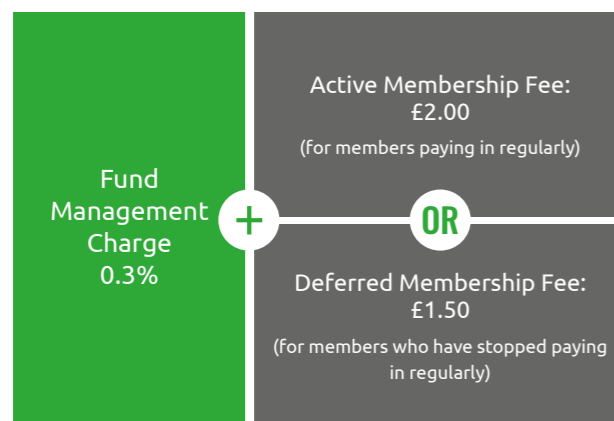 Fund
Management
Charge
0.3%
+
Active Membership Fee:
£2.00
(for members paying in regularly)
OR
Deferred Membership Fee:
£1.50
(for members who have stopped paying
in regularly)